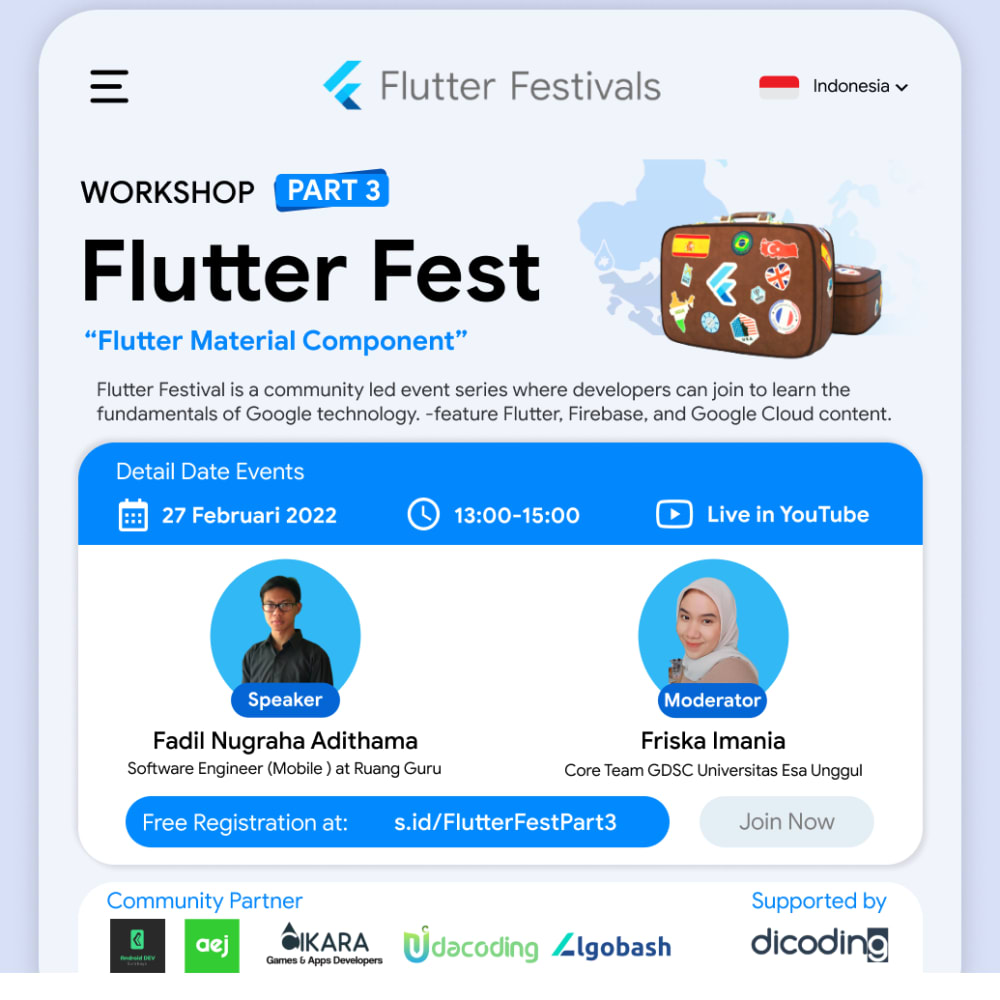 Flutter Festivals
Indonesia
WORKSHOP PART 3
Flutter Fest
“Flutter Material Component”
Flutter Festival is a community led event series where developers can join to learn the
fundamentals of Google technology. -feature Flutter, Firebase, and Google Cloud content.
Detail Date Events
27 Februari 2022
13:00-15:00
Live in YouTube
Speaker
Fadil Nugraha Adithama
Software Engineer (Mobile ) at Ruang Guru
Moderator
Friska Imania
Core Team GDSC Universitas Esa Unggul
Free Registration at: s.id/FlutterFestPart3
Join Now
Community Partner
Android DEV
aej
OIKARA
Games & Apps Developers
Udacoding
Algobash
Supported by
dicoding